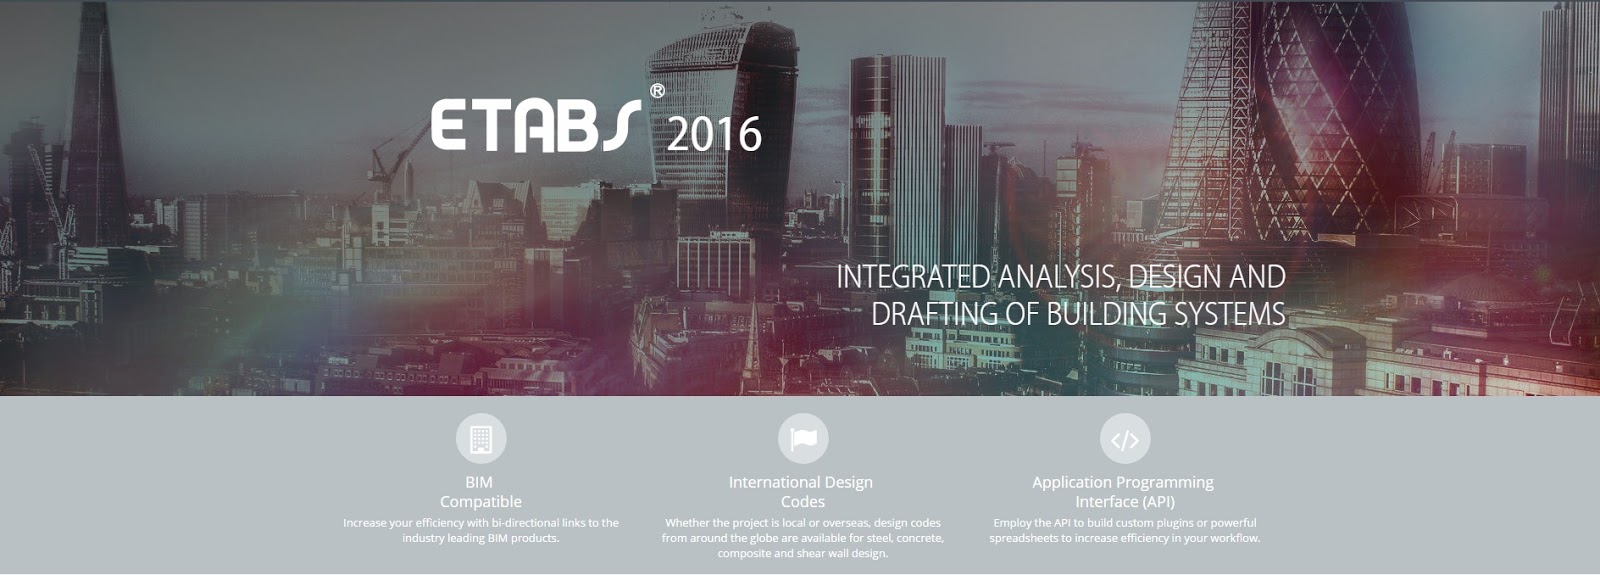 ETABS® 2016
INTEGRATED ANALYSIS, DESIGN AND
DRAFTING OF BUILDING SYSTEMS
BIM
Compatible
Increase your efficiency with bi-directional links to the
industry leading BIM products.
International Design
Codes
Whether the project is local or overseas, design codes
from around the globe are available for steel, concrete,
composite and shear wall design.
Application Programming
Interface (API)
Employ the API to build custom plugins or powerful
spreadsheets to increase efficiency in your workflow.